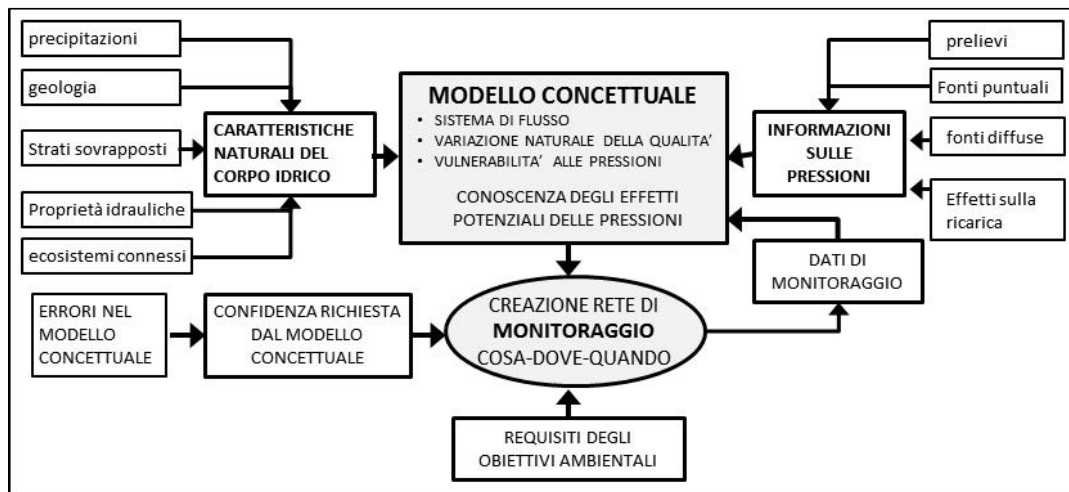 precipitazioni
geologia
Strati sovrapposti
Proprietà idrauliche
ecosistemi connessi
CARATTERISTICHE
NATURALI DEL
CORPO IDRICO
MODELLO CONCETTUALE
• SISTEMA DI FLUSSO
• VARIAZIONE NATURALE DELLA QUALITA’
• VULNERABILITA’ ALLE PRESSIONI
CONOSCENZA DEGLI EFFETTI
POTENZIALI DELLE PRESSIONI
prelievi
Fonti puntuali
fonti diffuse
Effetti sulla
ricarica
INFORMAZIONI
SULLE
PRESSIONI
DATI DI
MONITORAGGIO
ERRORI NEL
MODELLO
CONCETTUALE
CONFIDENZA RICHIESTA
DAL MODELLO
CONCETTUALE
CREAZIONE RETE DI
MONITORAGGIO
COSA-DOVE-QUANDO
REQUISITI DEGLI
OBIETTIVI AMBIENTALI